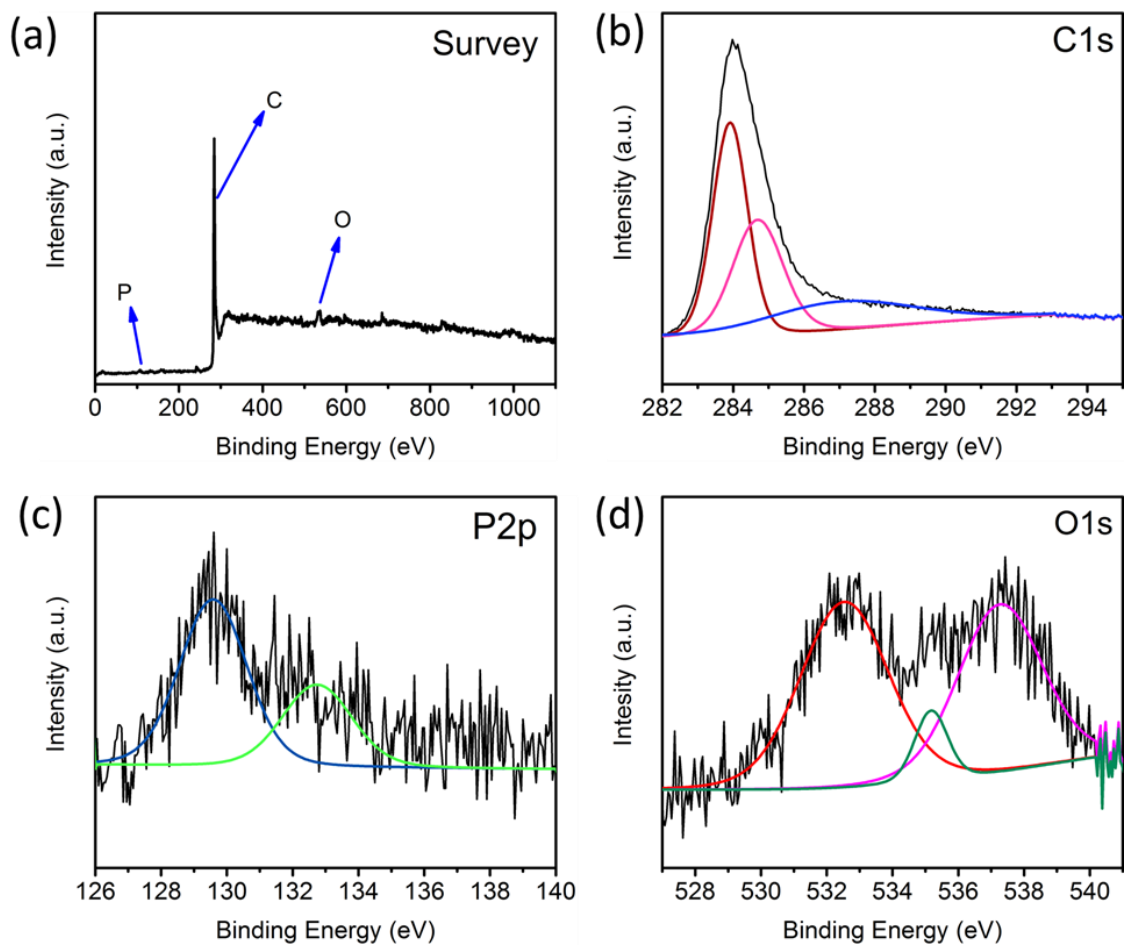 (a)
Survey
C
O
P
Intensity (a.u.)
0 200 400 600 800 1000
Binding Energy (eV)
(b)
C1s
Intensity (a.u.)
282 284 286 288 290 292 294
Binding Energy (eV)
(c)
P2p
Intensity (a.u.)
126 128 130 132 134 136 138 140
Binding Energy (eV)
(d)
O1s
Intesity (a.u.)
528 530 532 534 536 538 540
Binding Energy (eV)